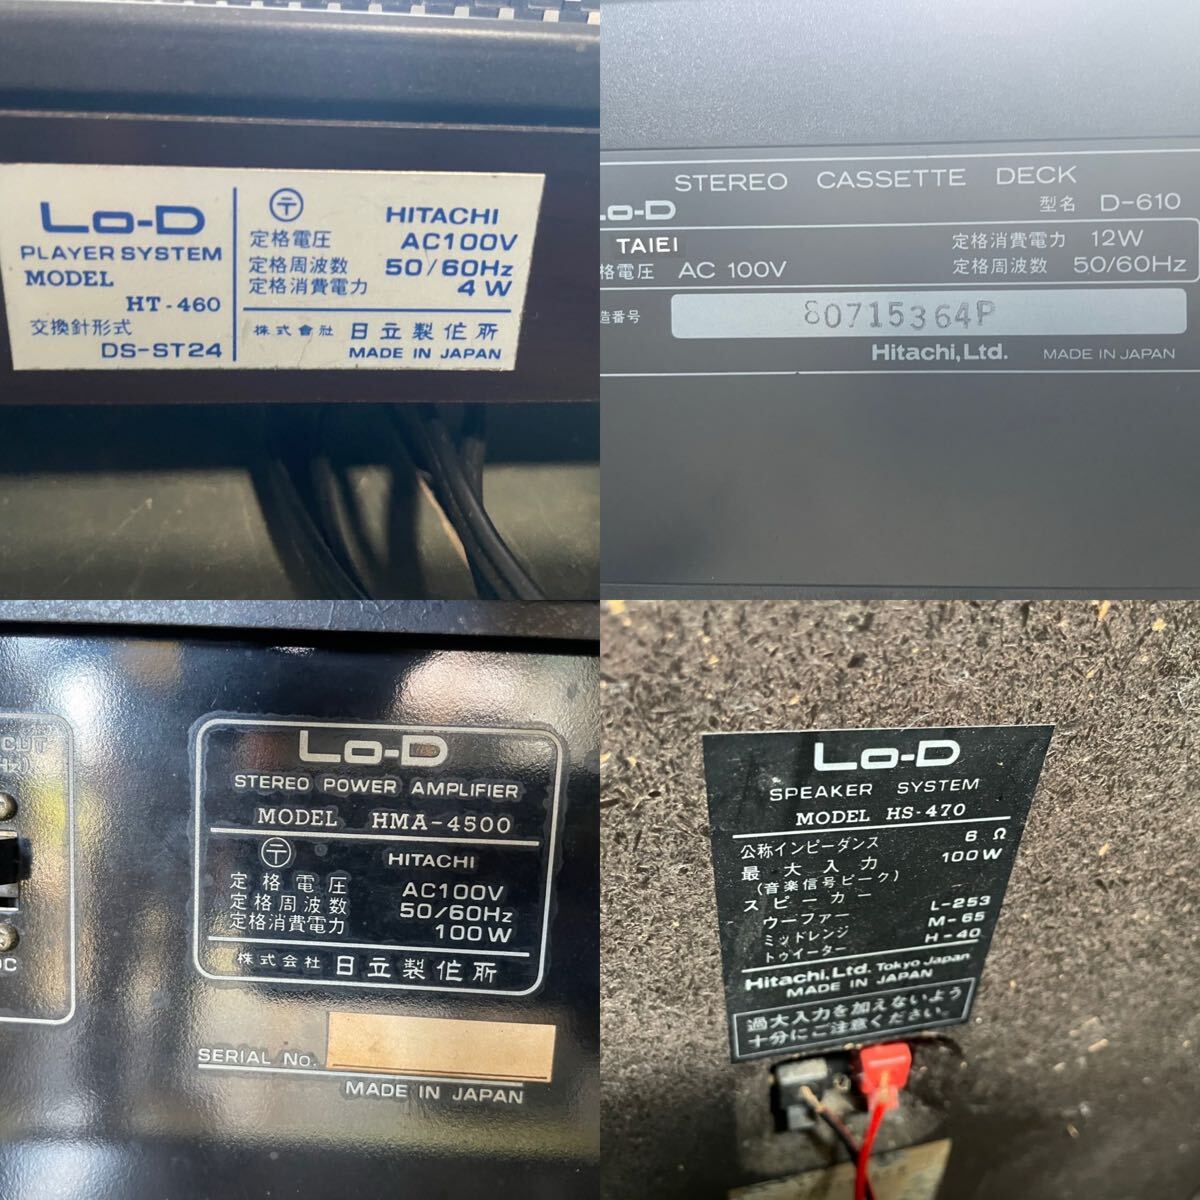 Lo-D
PLAYER SYSTEM
MODEL
HT-460
交換針形式
DS-ST24
〒 HITACHI
定格電圧 AC100V
定格周波数 50/60Hz
定格消費電力 4W
株式會社 日立製作所
MADE IN JAPAN
STEREO CASSETTE DECK
Lo-D 型名 D-610
TAIEI 定格消費電力 12W
格電圧 AC 100V 定格周波数 50/60Hz
造番号 80715364P
Hitachi,Ltd. MADE IN JAPAN
CUT
Hz)
DC
Lo-D
STEREO POWER AMPLIFIER
MODEL HMA-4500
〒 HITACHI
定格電圧 AC100V
定格周波数 50/60Hz
定格消費電力 100W
株式会社 日立製作所
SERIAL No.
MADE IN JAPAN
Lo-D
SPEAKER SYSTEM
MODEL HS-470
公称インピーダンス 6Ω
最大入力 100W
(音楽信号ピーク)
スピーカー
ウーファー L-253
ミッドレンジ M-65
トゥイーター H-40
Hitachi, Ltd. Tokyo Japan
MADE IN JAPAN
過大入力を加えないよう
十分にご注意ください。